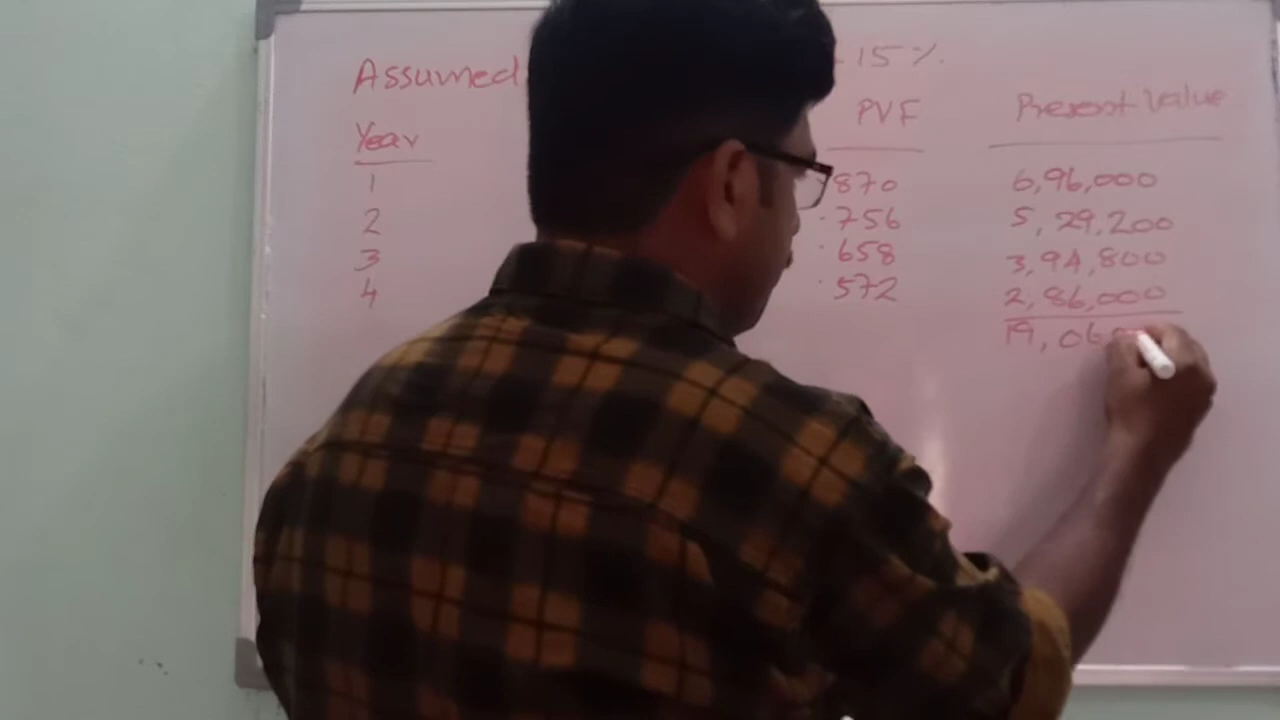 Assumed 15%
Year PVF Present Value
1 .870 6,96,000
2 .756 5,29,200
3 .658 3,94,800
4 .572 2,86,000
19,06